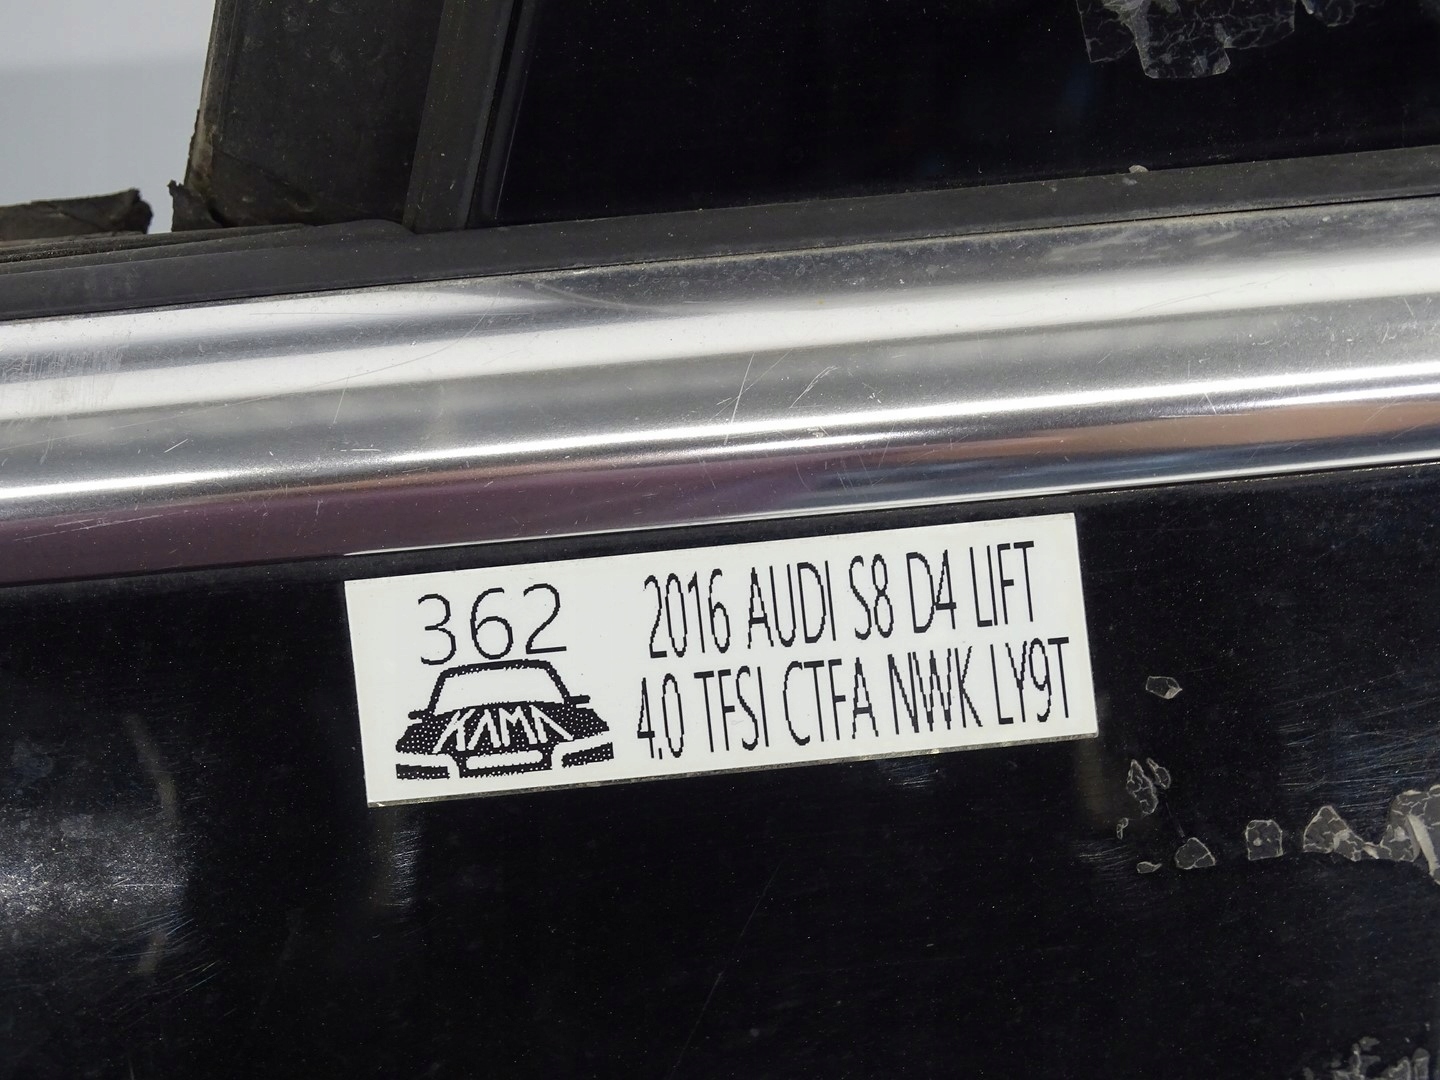 362
KAMA
2016 AUDI S8 D4 LIFT
4.0 TFSI CTFA NWK LY9T